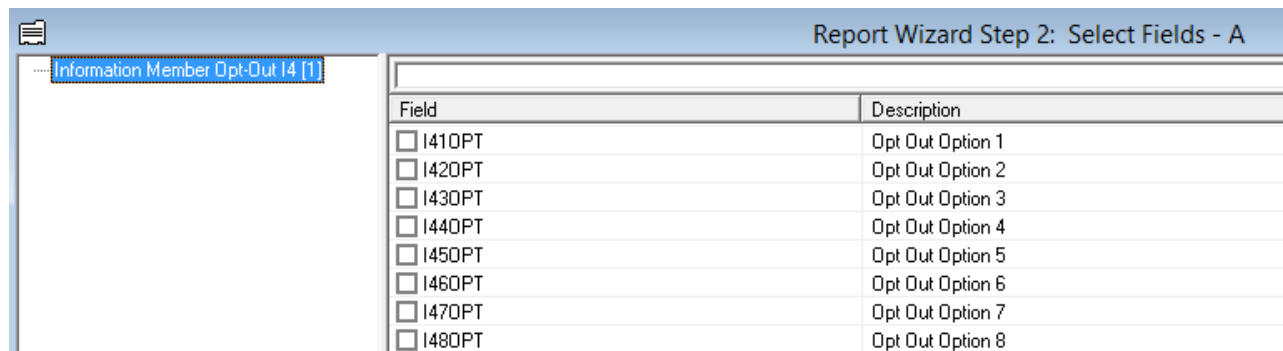 Report Wizard Step 2: Select Fields - A
Information Member Opt-Out I4 [1]
Field Description
I41OPT Opt Out Option 1
I42OPT Opt Out Option 2
I43OPT Opt Out Option 3
I44OPT Opt Out Option 4
I45OPT Opt Out Option 5
I46OPT Opt Out Option 6
I47OPT Opt Out Option 7
I48OPT Opt Out Option 8